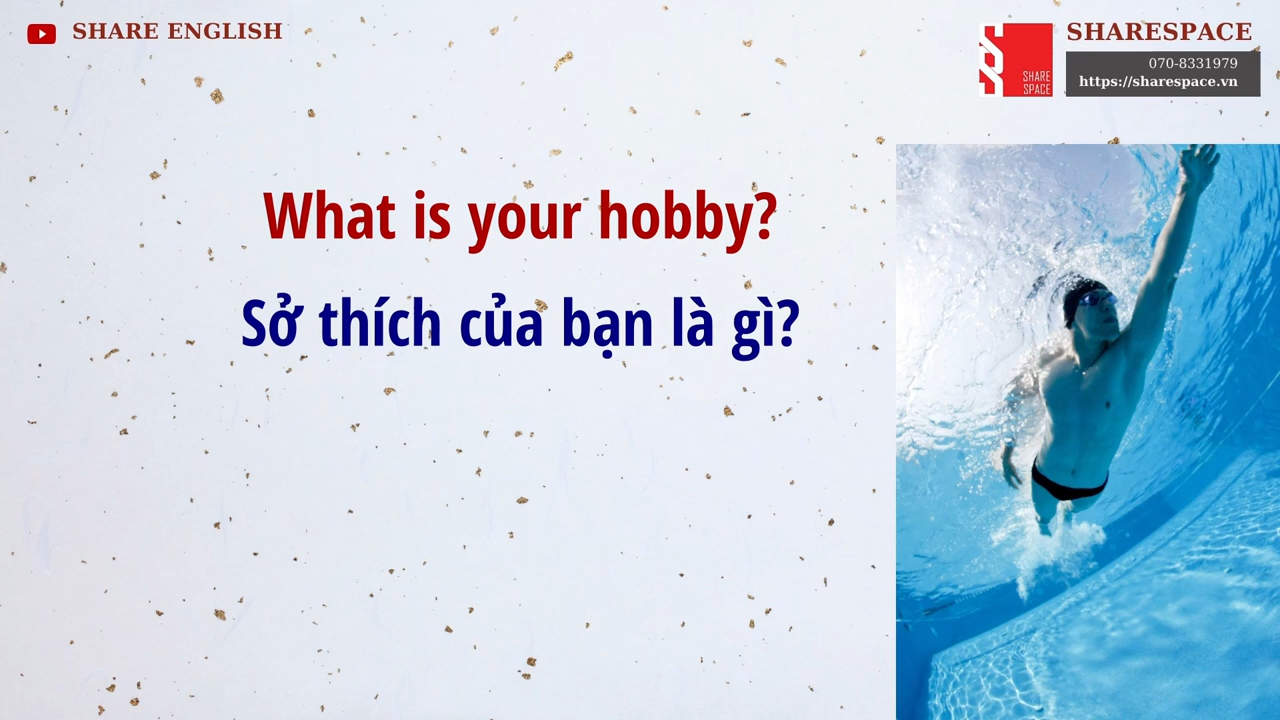 SHARE ENGLISH
SHARESPACE
070-8331979
https://sharespace.vn
SHARE
SPACE
What is your hobby?
Sở thích của bạn là gì?